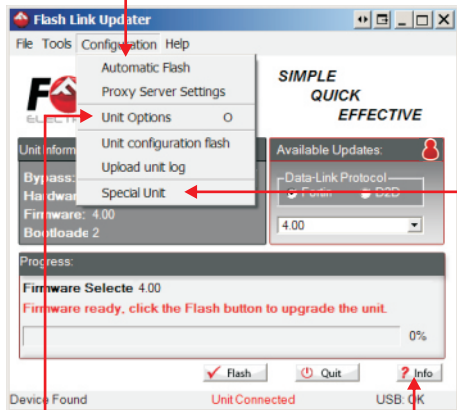 Flash Link Updater
File Tools Configuration Help
Automatic Flash
Proxy Server Settings
Unit Options O
Unit configuration flash
Upload unit log
Special Unit
SIMPLE
QUICK
EFFECTIVE
Unit
Bypass:
Firmware: 4.00
Bootloade 2
Available Updates:
Data-Link Protocol
Fortin D2D
4.00
Progress:
Firmware Selecte 4.00
Firmware ready, click the Flash button to upgrade the unit.
0%
Flash Quit ? Info
Device Found Unit Connected USB: OK